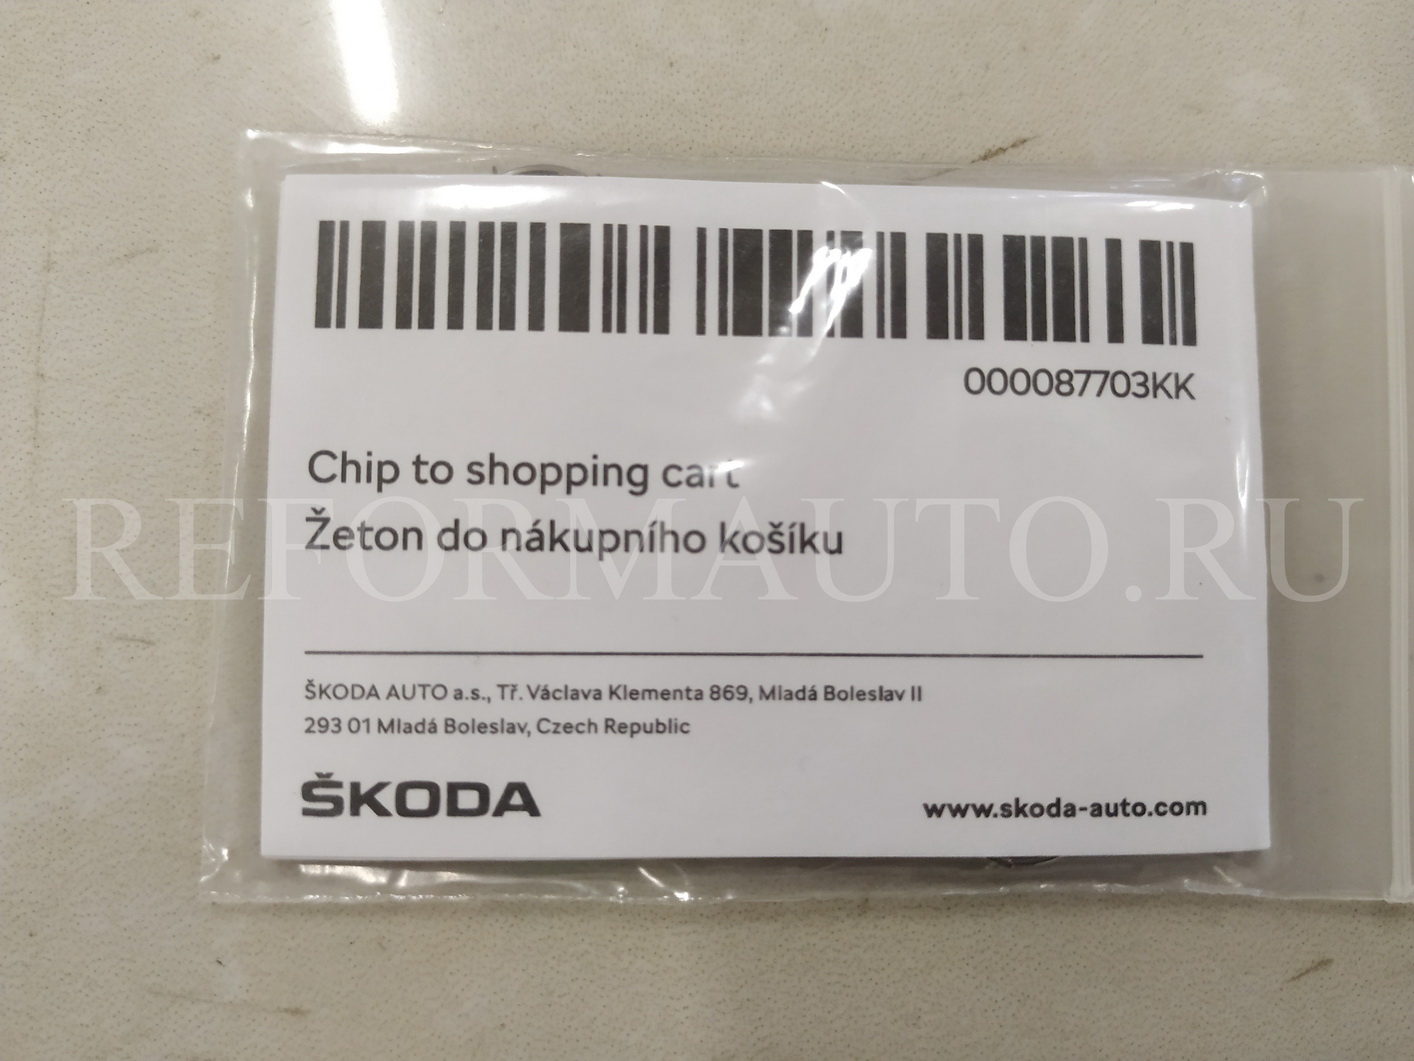 000087703KK
Chip to shopping cart
Žeton do nákupního košíku
REFORMAUTO.RU
ŠKODA AUTO a.s., Tř. Václava Klementa 869, Mladá Boleslav II
293 01 Mladá Boleslav, Czech Republic
ŠKODA
www.skoda-auto.com